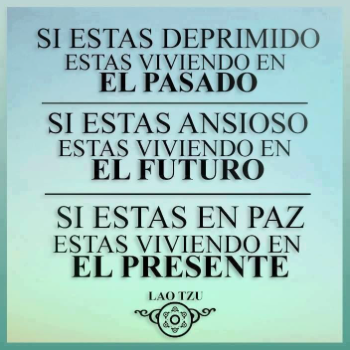 SI ESTAS DEPRIMIDO
ESTAS VIVIENDO EN
EL PASADO
SI ESTAS ANSIOSO
ESTAS VIVIENDO EN
EL FUTURO
SI ESTAS EN PAZ
ESTAS VIVIENDO EN
EL PRESENTE
LAO TZU